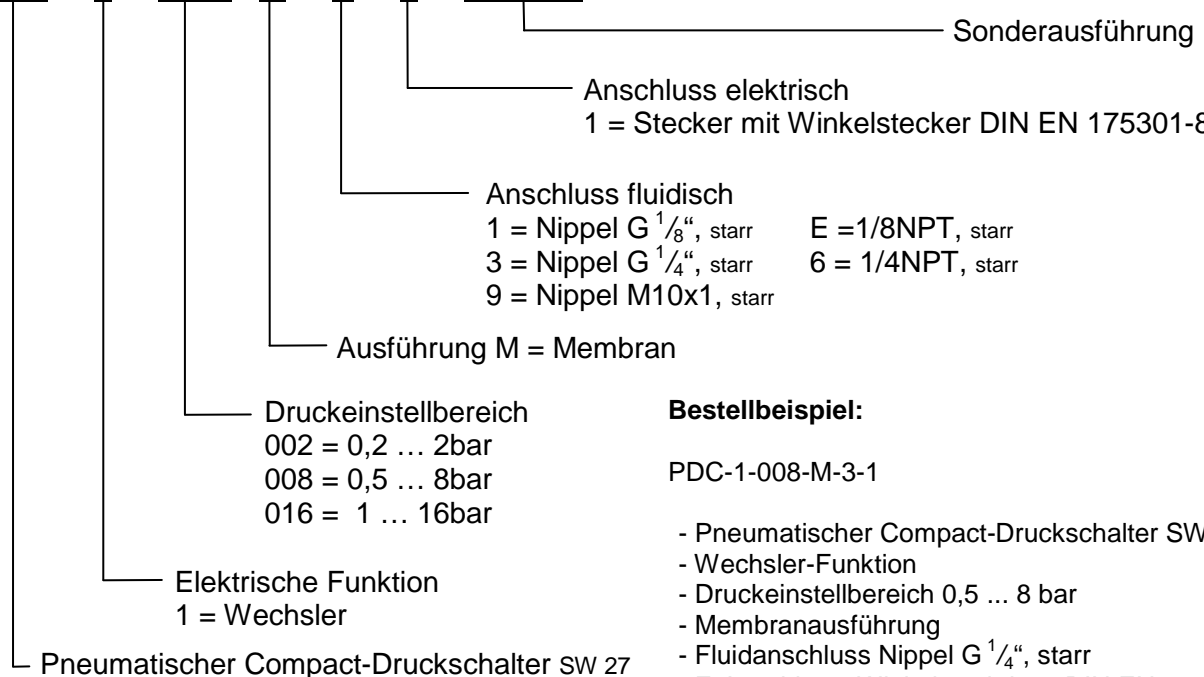 Sonderausführung
Anschluss elektrisch
1 = Stecker mit Winkelstecker DIN EN 175301-8
Anschluss fluidisch
1 = Nippel G 1/8“, starr E =1/8NPT, starr
3 = Nippel G 1/4“, starr 6 = 1/4NPT, starr
9 = Nippel M10x1, starr
Ausführung M = Membran
Druckeinstellbereich
002 = 0,2 … 2bar
008 = 0,5 … 8bar
016 = 1 … 16bar
Elektrische Funktion
1 = Wechsler
Pneumatischer Compact-Druckschalter SW 27
Bestellbeispiel:
PDC-1-008-M-3-1
- Pneumatischer Compact-Druckschalter SW
- Wechsler-Funktion
- Druckeinstellbereich 0,5 ... 8 bar
- Membranausführung
- Fluidanschluss Nippel G 1/4“, starr